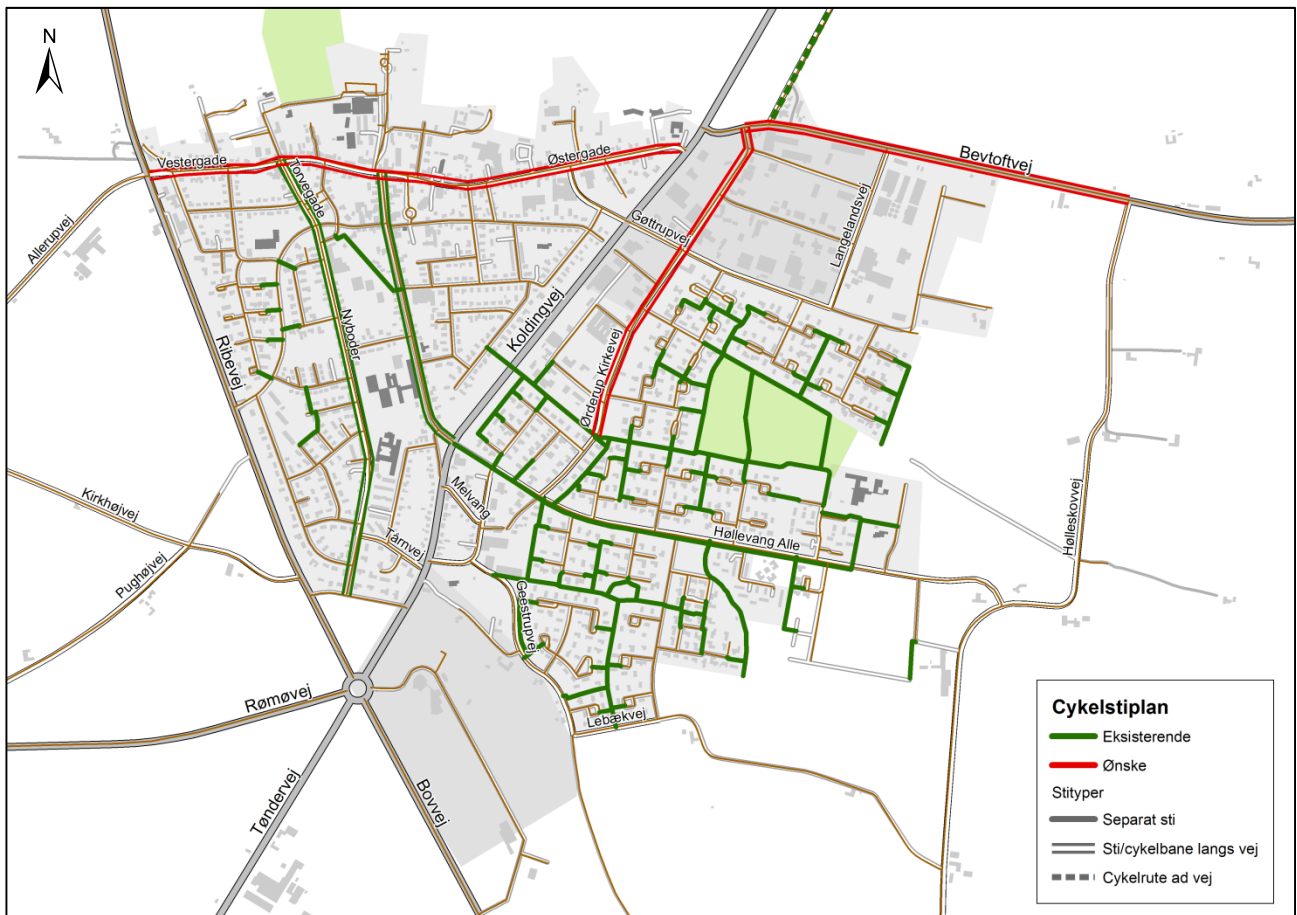 N
Vestergade
Østergade
Bevtoftvej
Torvegade
Allerupvej
Gøttrupvej
Langelandsvej
Koldingvej
Nyboder
Ribevej
Ørderup Kirkevej
Kirkhøjvej
Melvang
Hølleskovvej
Tårnvej
Høllevang Alle
Pughøjvej
Geestrupvej
Rømøvej
Lebækvej
Tøndervej
Bovvej
Cykelstiplan
Eksisterende
Ønske
Stityper
Separat sti
Sti/cykelbane langs vej
Cykelrute ad vej